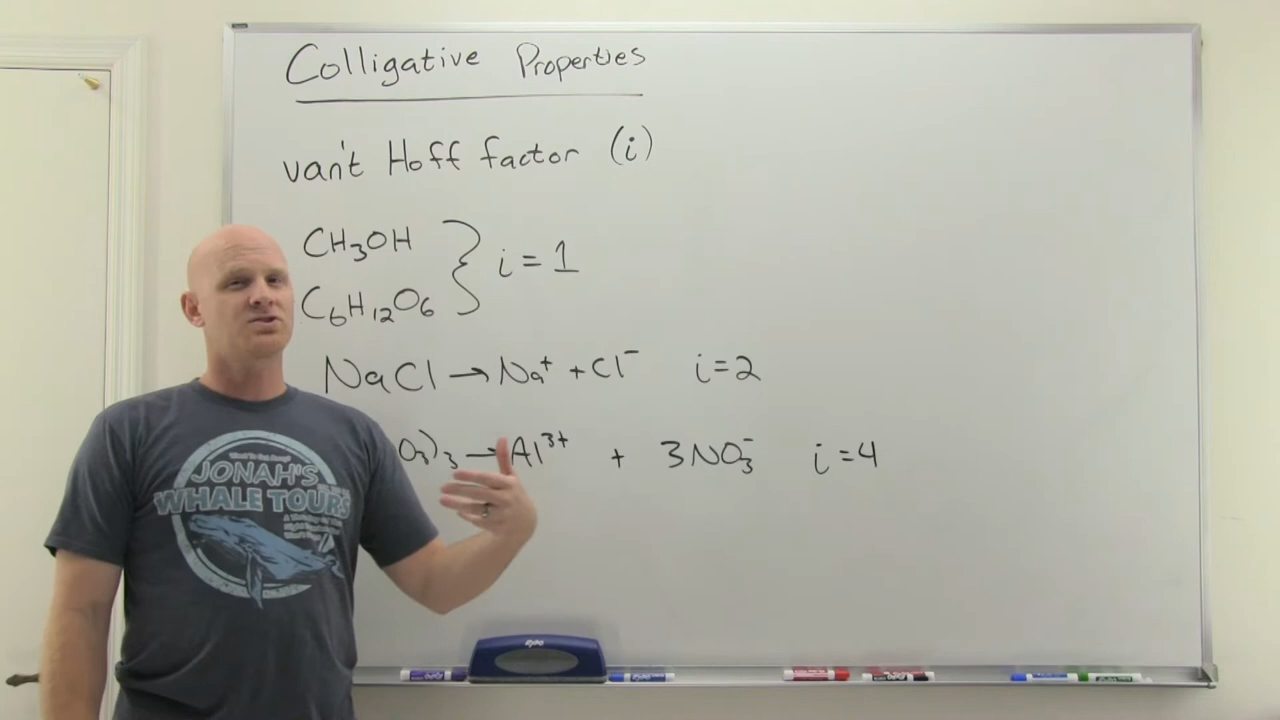 Colligative Properties
van't Hoff factor (i)
CH₃OH
C₆H₁₂O₆ } i = 1
NaCl → Na⁺ + Cl⁻ i = 2
O₃)₃ → Al³⁺ + 3NO₃⁻ i = 4
JONAH'S
WHALE TOURS
EXPO